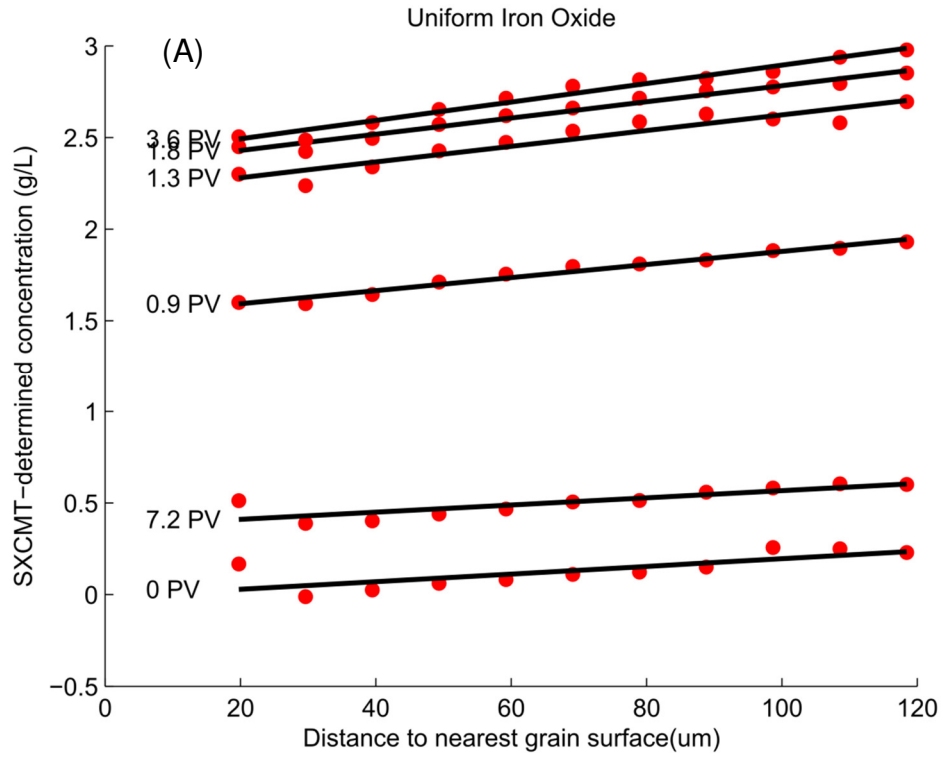 Uniform Iron Oxide
(A)
3
2.5
2
1.5
1
0.5
0
−0.5
3.6 PV
1.8 PV
1.3 PV
0.9 PV
7.2 PV
0 PV
SXCMT−determined concentration (g/L)
0
20
40
60
80
100
120
Distance to nearest grain surface(um)